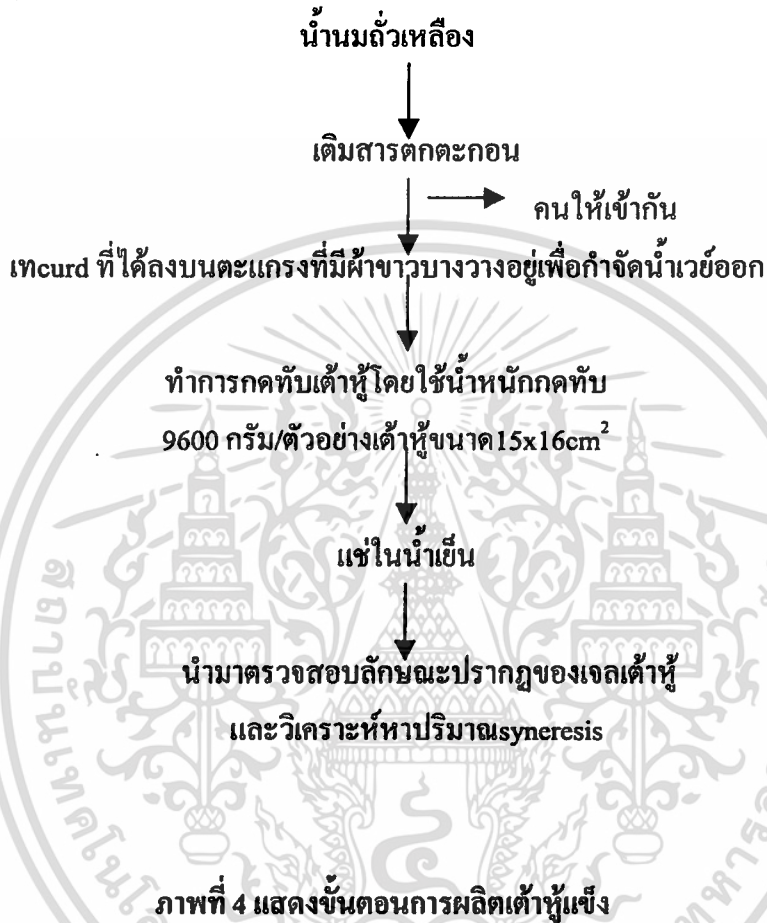 น้ำนมถั่วเหลือง
เติมสารตกตะกอน
คนให้เข้ากัน
เทcurd ที่ได้ลงบนตะแกรงที่มีผ้าขาวบางวางอยู่เพื่อกำจัดน้ำเวย์ออก
ทำการกดทับเต้าหู้โดยใช้น้ำหนักกดทับ
9600 กรัม/ตัวอย่างเต้าหู้ขนาด15x16cm²
แช่ในน้ำเย็น
นำมาตรวจสอบลักษณะปรากฏของเจลเต้าหู้
และวิเคราะห์หาปริมาณsyneresis
ภาพที่ 4 แสดงขั้นตอนการผลิตเต้าหู้แข็ง